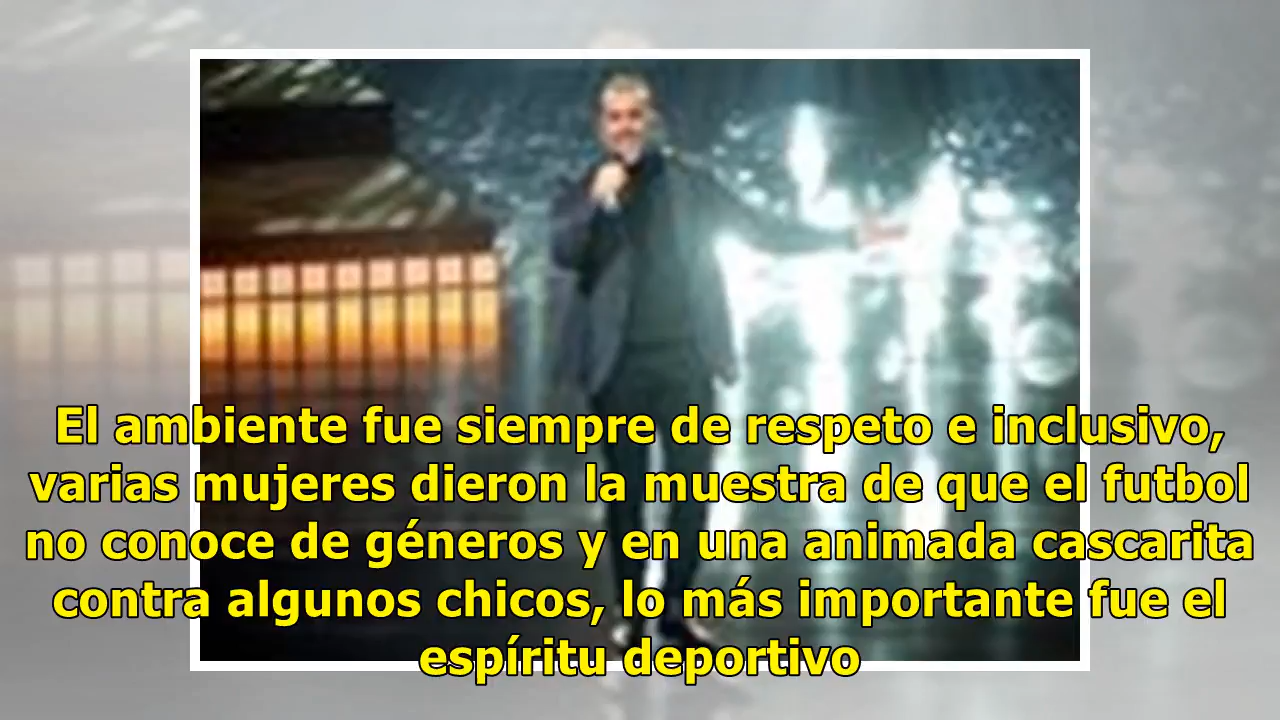 El ambiente fue siempre de respeto e inclusivo,
varias mujeres dieron la muestra de que el futbol
no conoce de géneros y en una animada cascarita
contra algunos chicos, lo más importante fue el
espíritu deportivo